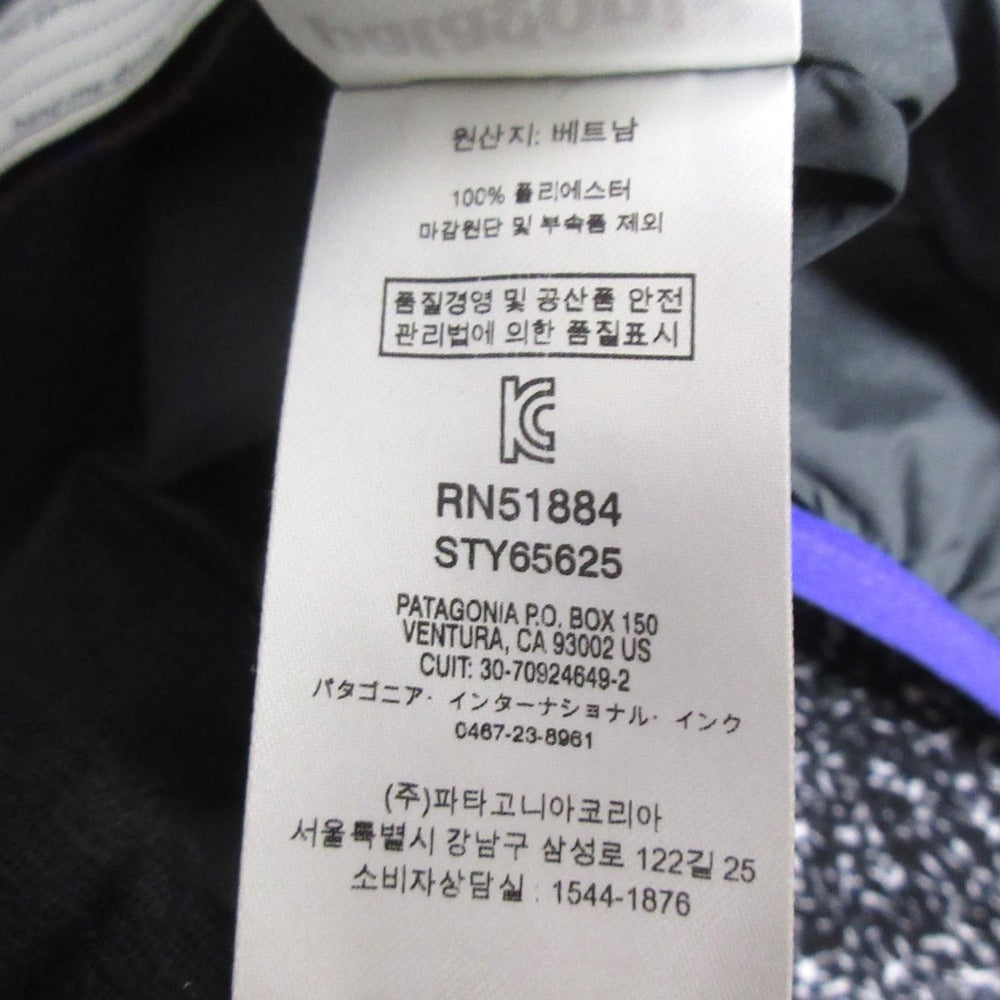 원산지: 베트남
100% 폴리에스터
마감원단 및 부속품 제외
품질경영 및 공산품 안전
관리법에 의한 품질표시
KC
RN51884
STY65625
PATAGONIA P.O. BOX 150
VENTURA, CA 93002 US
CUIT: 30-70924649-2
パタゴニア・インターナショナル・インク
0467-23-8961
(주)파타고니아코리아
서울특별시 강남구 삼성로 122길 25
소비자상담실 : 1544-1876